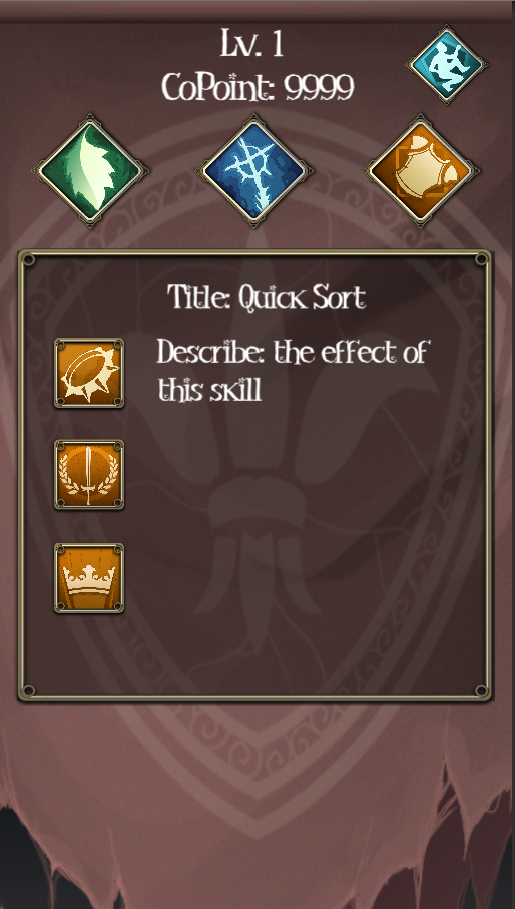 Lv. 1
CoPoint: 9999
Title: Quick Sort
Describe: the effect of
this skill